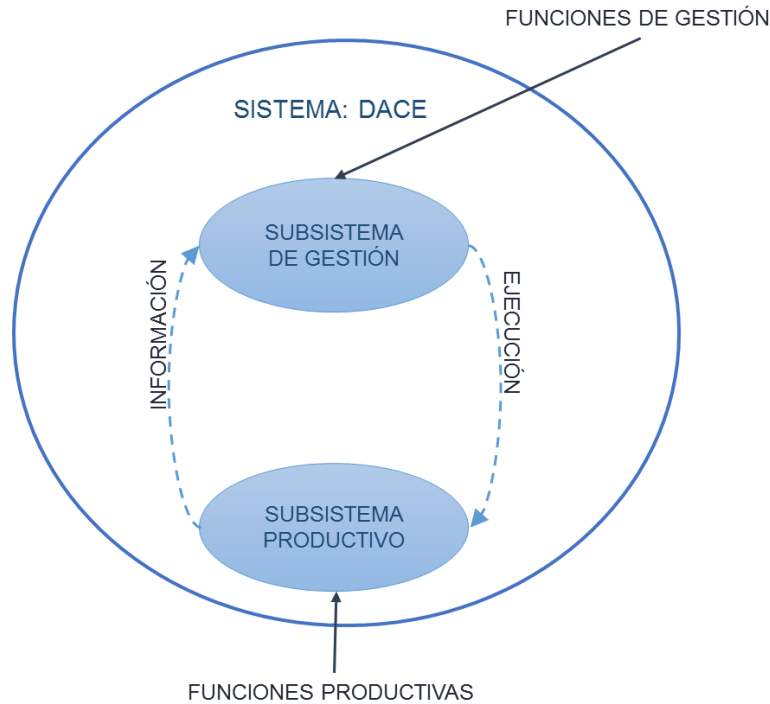 FUNCIONES DE GESTIÓN
SISTEMA: DACE
SUBSISTEMA
DE GESTIÓN
INFORMACIÓN
EJECUCIÓN
SUBSISTEMA
PRODUCTIVO
FUNCIONES PRODUCTIVAS